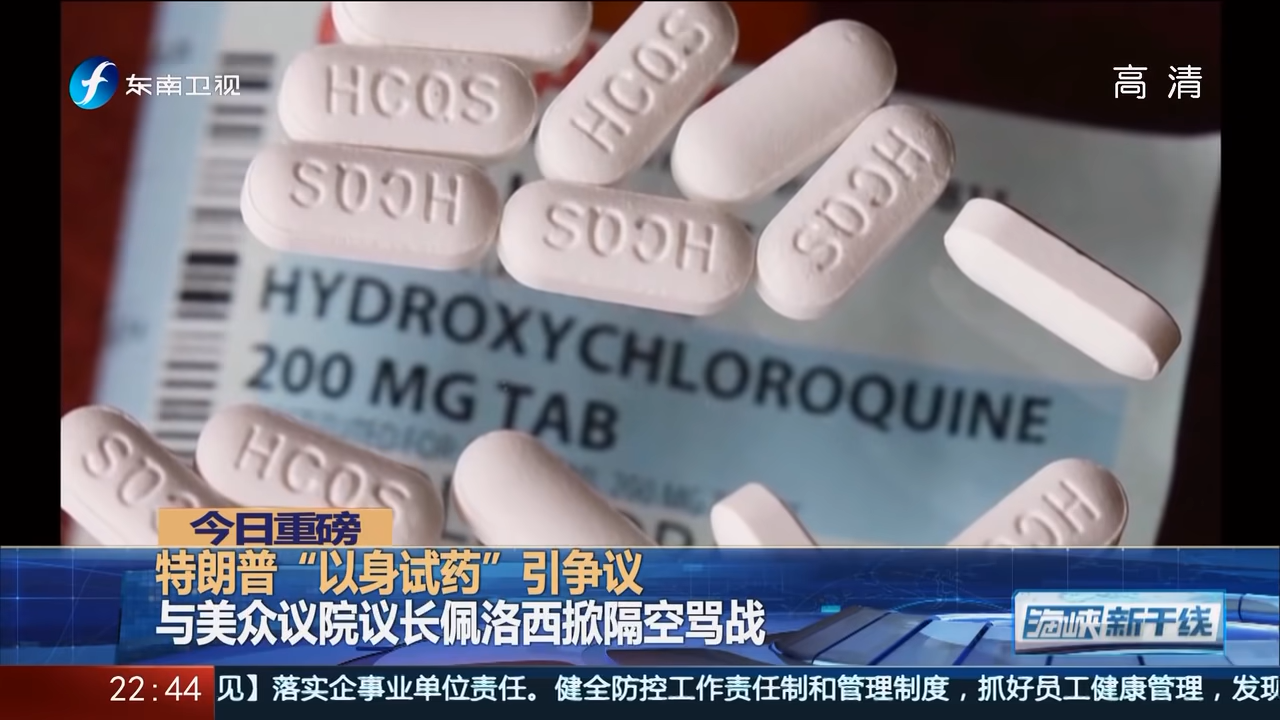 东南卫视
高清
HCQS
HCQS
HCQS
HCQS
HCQS
HYDROXYCHLOROQUINE
200 MG TAB
HCQS
今日重磅
特朗普“以身试药”引争议
与美众议院议长佩洛西掀隔空骂战
海峡新干线
22:44
见】落实企事业单位责任。健全防控工作责任制和管理制度，抓好员工健康管理，发现